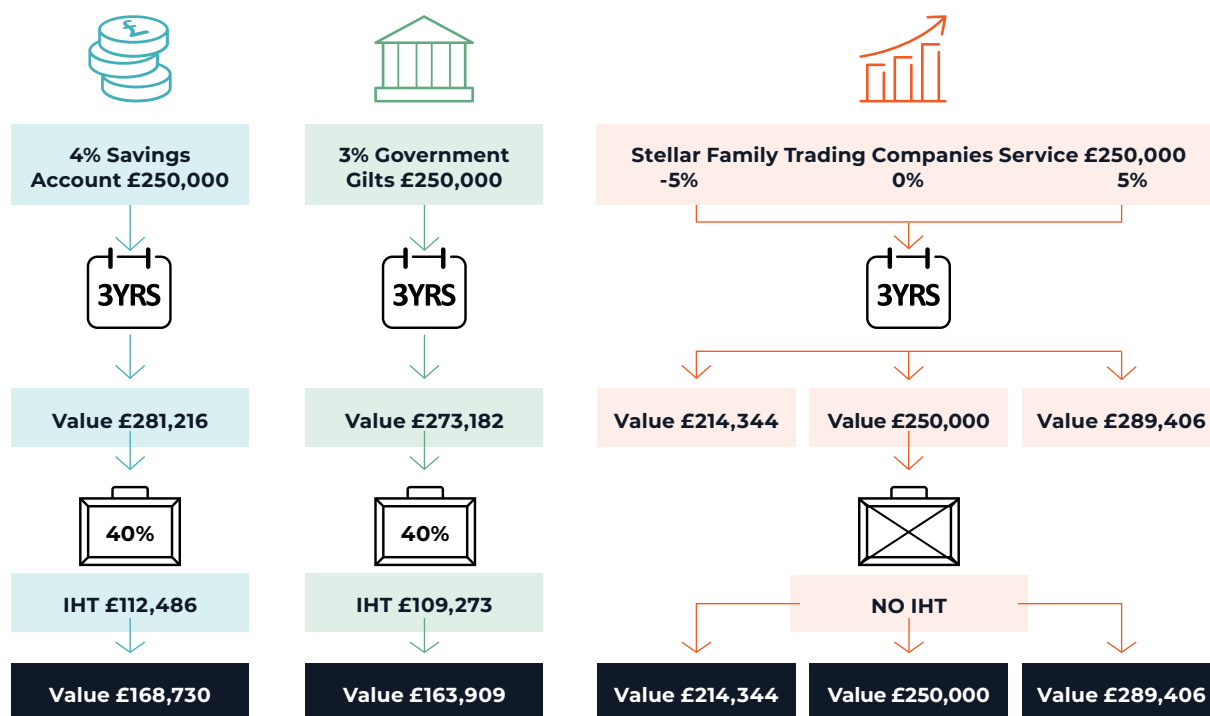 £
4% Savings
Account £250,000
3% Government
Gilts £250,000
Stellar Family Trading Companies Service £250,000
-5% 0% 5%
3YRS
3YRS
3YRS
Value £281,216
Value £273,182
Value £214,344
Value £250,000
Value £289,406
40%
40%
IHT £112,486
IHT £109,273
NO IHT
Value £168,730
Value £163,909
Value £214,344
Value £250,000
Value £289,406